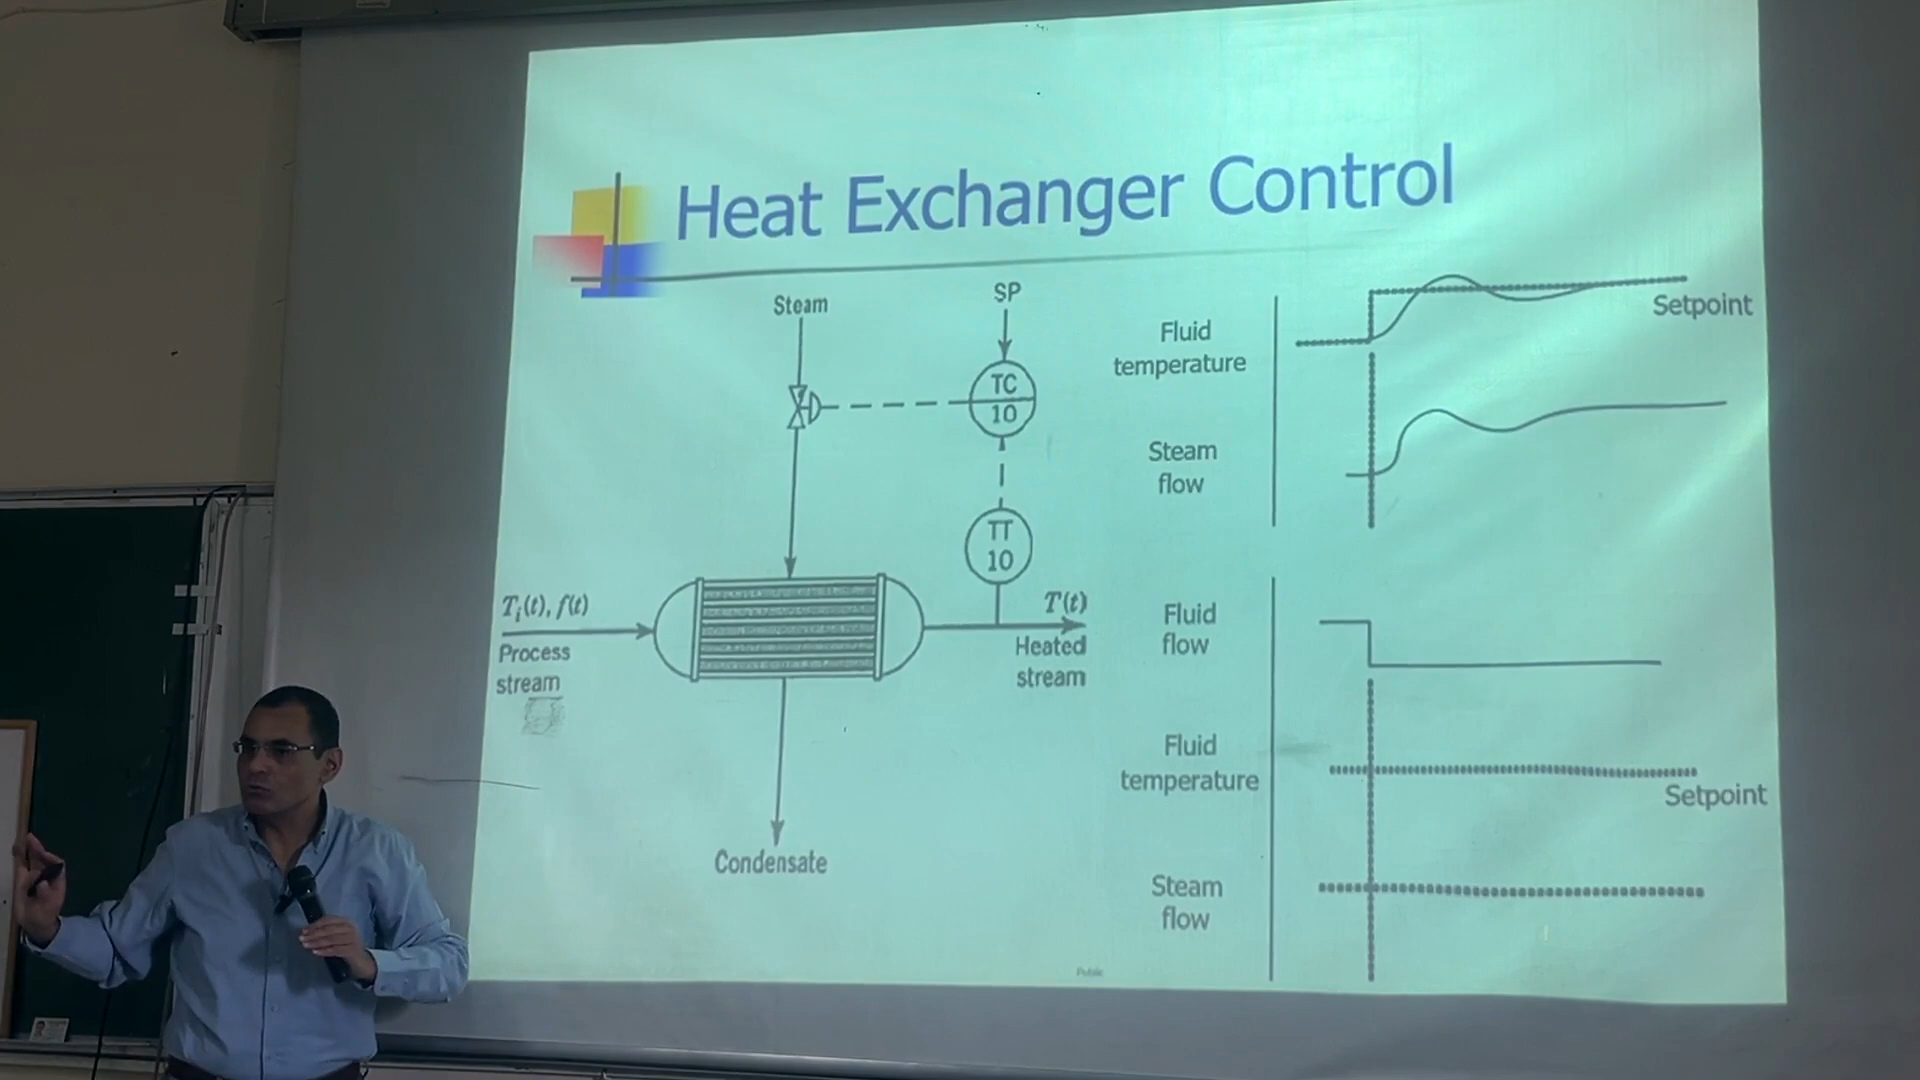 Heat Exchanger Control
Steam
SP
TC
10
TT
10
Tᵢ(t), f(t)
Process
stream
T(t)
Heated
stream
Condensate
Fluid
temperature
Setpoint
Steam
flow
Fluid
flow
Fluid
temperature
Setpoint
Steam
flow
Public